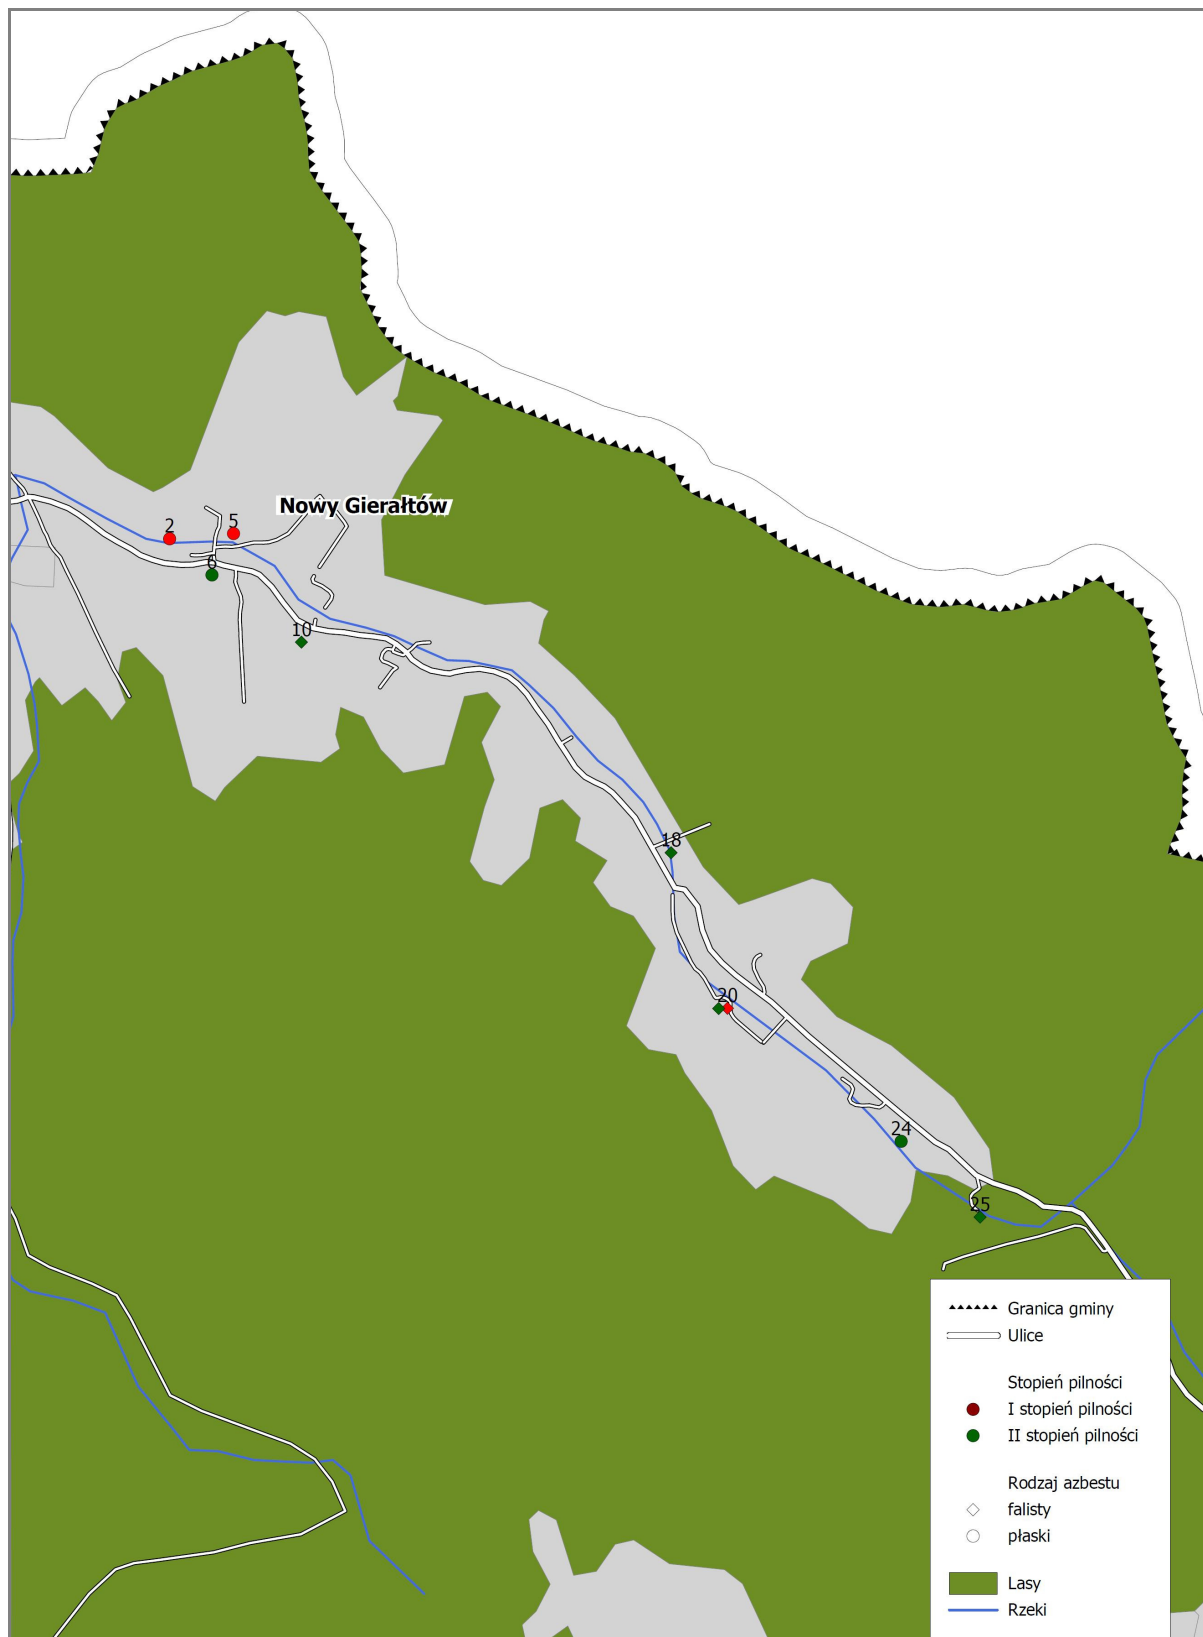 Nowy Gierałtów
5
2
6
10
18
20
24
25
Granica gminy
Ulice
Stopień pilności
I stopień pilności
II stopień pilności
Rodzaj azbestu
falisty
płaski
Lasy
Rzeki